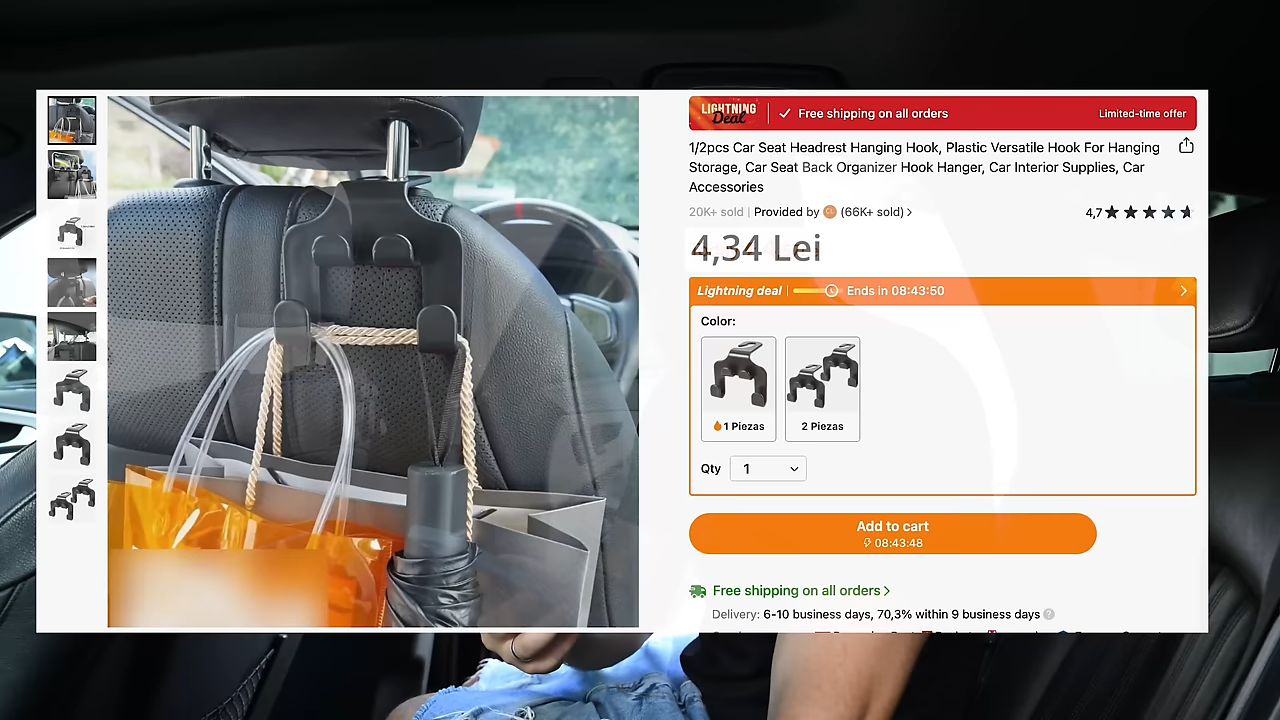 LIGHTNING
Deal
Free shipping on all orders
Limited-time offer
1/2pcs Car Seat Headrest Hanging Hook, Plastic Versatile Hook For Hanging
Storage, Car Seat Back Organizer Hook Hanger, Car Interior Supplies, Car
Accessories
20K+ sold | Provided by (66K+ sold) >
4,7
4,34 Lei
Lightning deal | Ends in 08:43:50
Color:
1 Piezas
2 Piezas
Qty
1
Add to cart
08:43:48
Free shipping on all orders >
Delivery: 6-10 business days, 70,3% within 9 business days